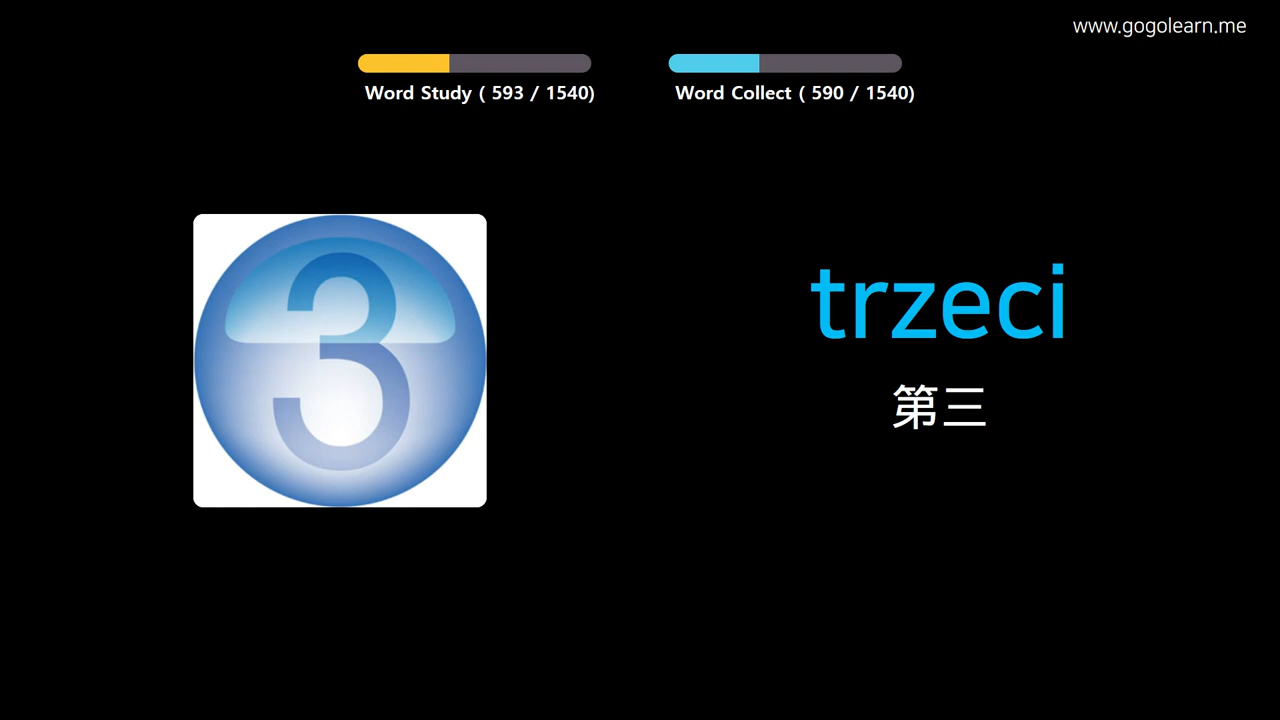 www.gogolearn.me
Word Study ( 593 / 1540)
Word Collect ( 590 / 1540)
3
trzeci
第三